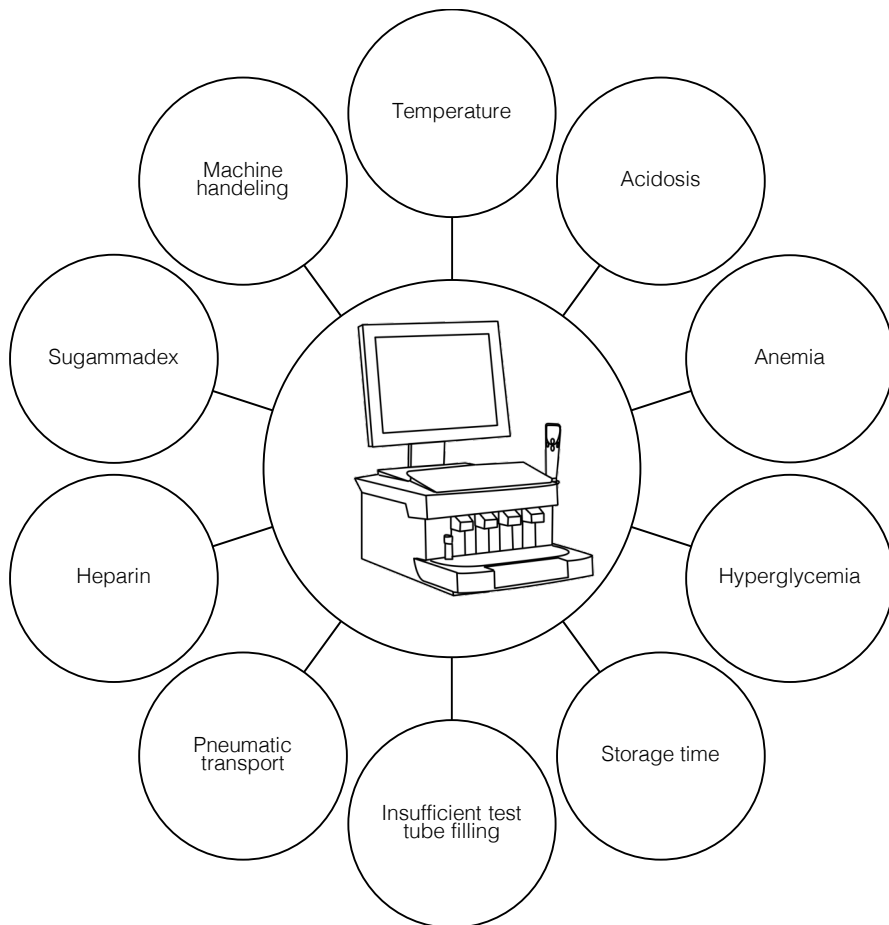 Temperature
Acidosis
Anemia
Hyperglycemia
Storage time
Insufficient test
tube filling
Pneumatic
transport
Heparin
Sugammadex
Machine
handeling